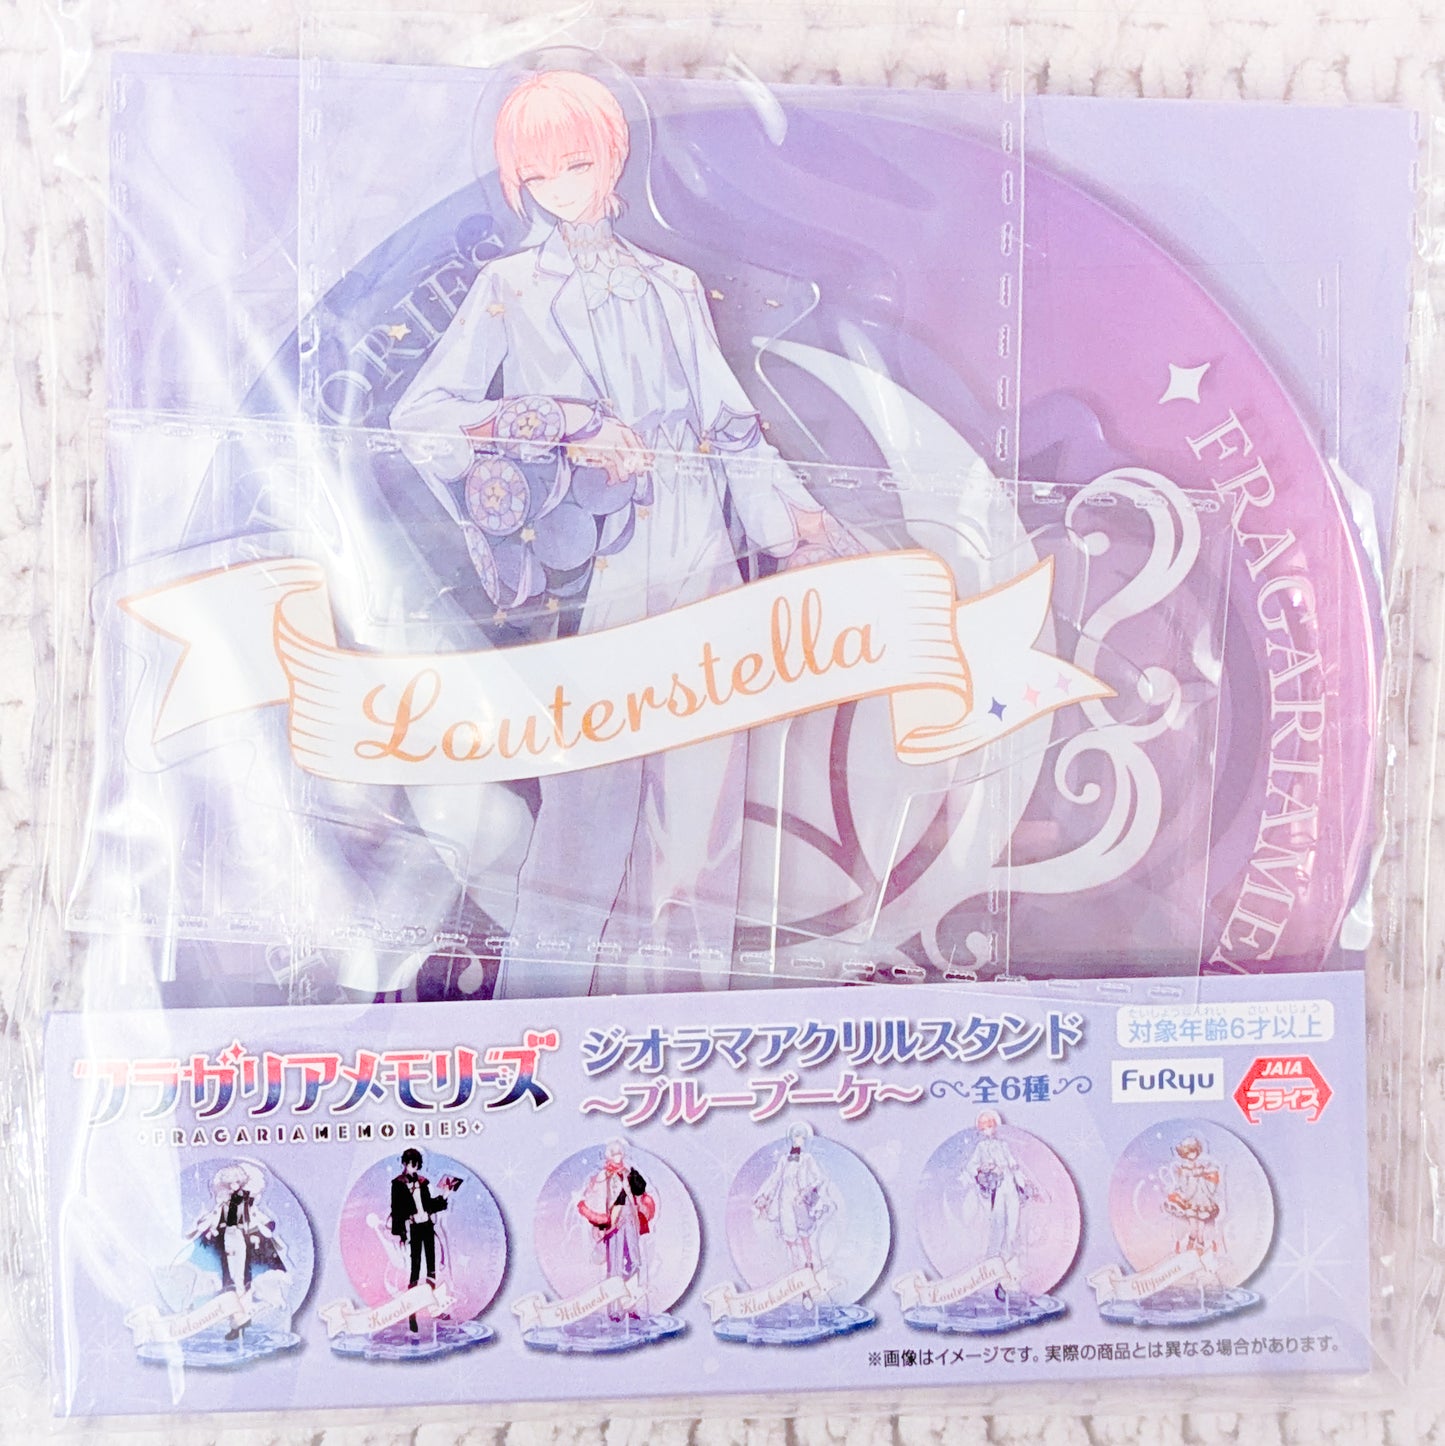 ORIES
FRAGARIAMEM
Louterstella
フラガリアメモリーズ
FRAGARIAMEMORIES
ジオラマアクリルスタンド
～ブルーブーケ～ 全6種
たいしょうねんれい さい いじょう
対象年齢6才以上
FuRyu
JAIA
プライズ
Cielomort
Kurode
Willmesh
Klarkstella
Louterstella
※画像はイメージです。実際の商品とは異なる場合があります。